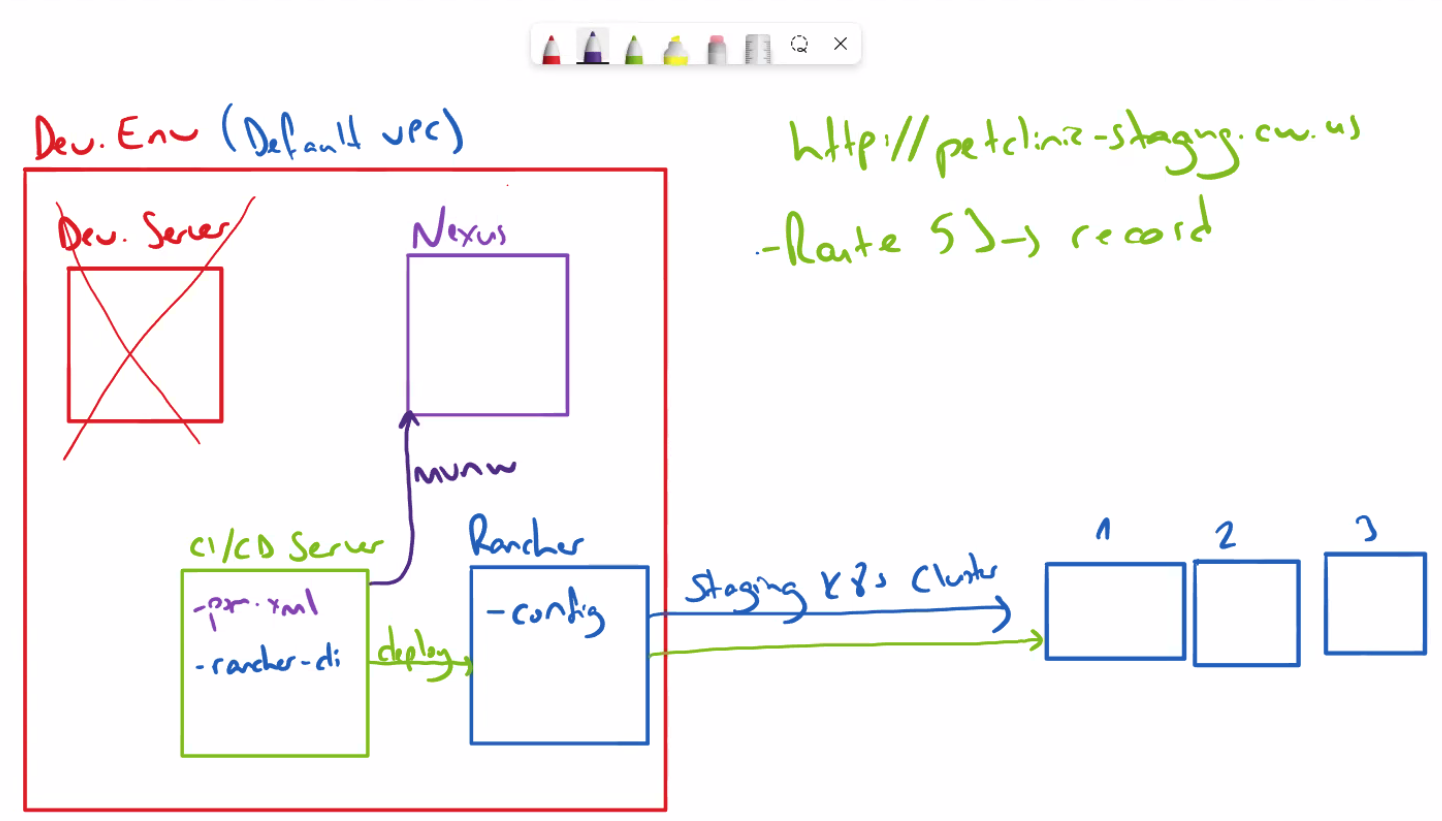 Dev. Env (Default vpc)
http://petclinic-staging.cw.us
-Route 53 → record
Dev. Server
Nexus
mvnw
CI/CD Server
-pom.xml
-rancher-cli
deploy
Rancher
-config
Staging K8s Cluster
1
2
3